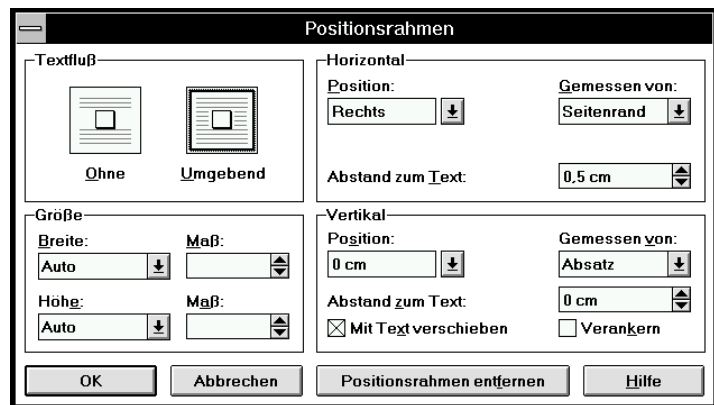 Positionsrahmen
Textfluß
Ohne Umgebend
Horizontal
Position: Gemessen von:
Rechts Seitenrand
Abstand zum Text: 0,5 cm
Größe
Breite: Maß:
Auto
Höhe: Maß:
Auto
Vertikal
Position: Gemessen von:
0 cm Absatz
Abstand zum Text: 0 cm
Mit Text verschieben Verankern
OK Abbrechen Positionsrahmen entfernen Hilfe